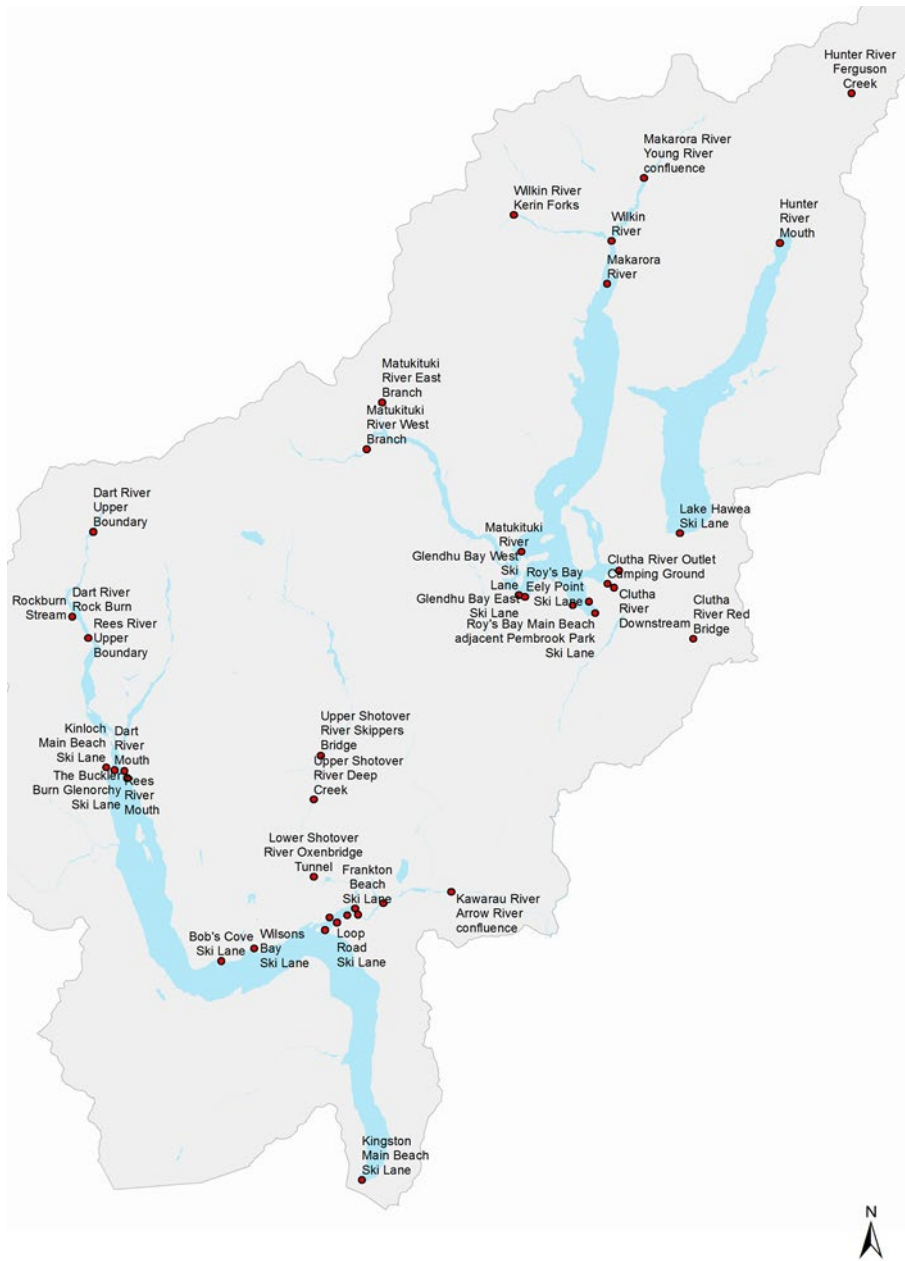 Hunter River
Ferguson
Creek
Makarora River
Young River
confluence
Wilkin River
Kerin Forks
Wilkin
River
Hunter
River
Mouth
Makarora
River
Matukituki
River East
Branch
Matukituki
River West
Branch
Dart River
Upper
Boundary
Lake Hawea
Ski Lane
Matukituki
River
Glendhu Bay West
Ski
Lane
Glendhu Bay East
Ski Lane
Roy's Bay
Eely Point
Ski Lane
Clutha River Outlet
Camping Ground
Clutha
River
Downstream
Roy's Bay Main Beach
adjacent Pembrook Park
Ski Lane
Clutha
River Red
Bridge
Rockburn
Stream
Dart River
Rock Burn
Rees River
Upper
Boundary
Kinloch
Main Beach
Ski Lane
Dart
River
Mouth
The Buckler
Burn Glenorchy
Ski Lane
Rees
River
Mouth
Upper Shotover
River Skippers
Bridge
Upper Shotover
River Deep
Creek
Lower Shotover
River Oxenbridge
Tunnel
Frankton
Beach
Ski Lane
Kawarau River
Arrow River
confluence
Bob's Cove
Ski Lane
Wilsons
Bay
Ski Lane
Loop
Road
Ski Lane
Kingston
Main Beach
Ski Lane
N